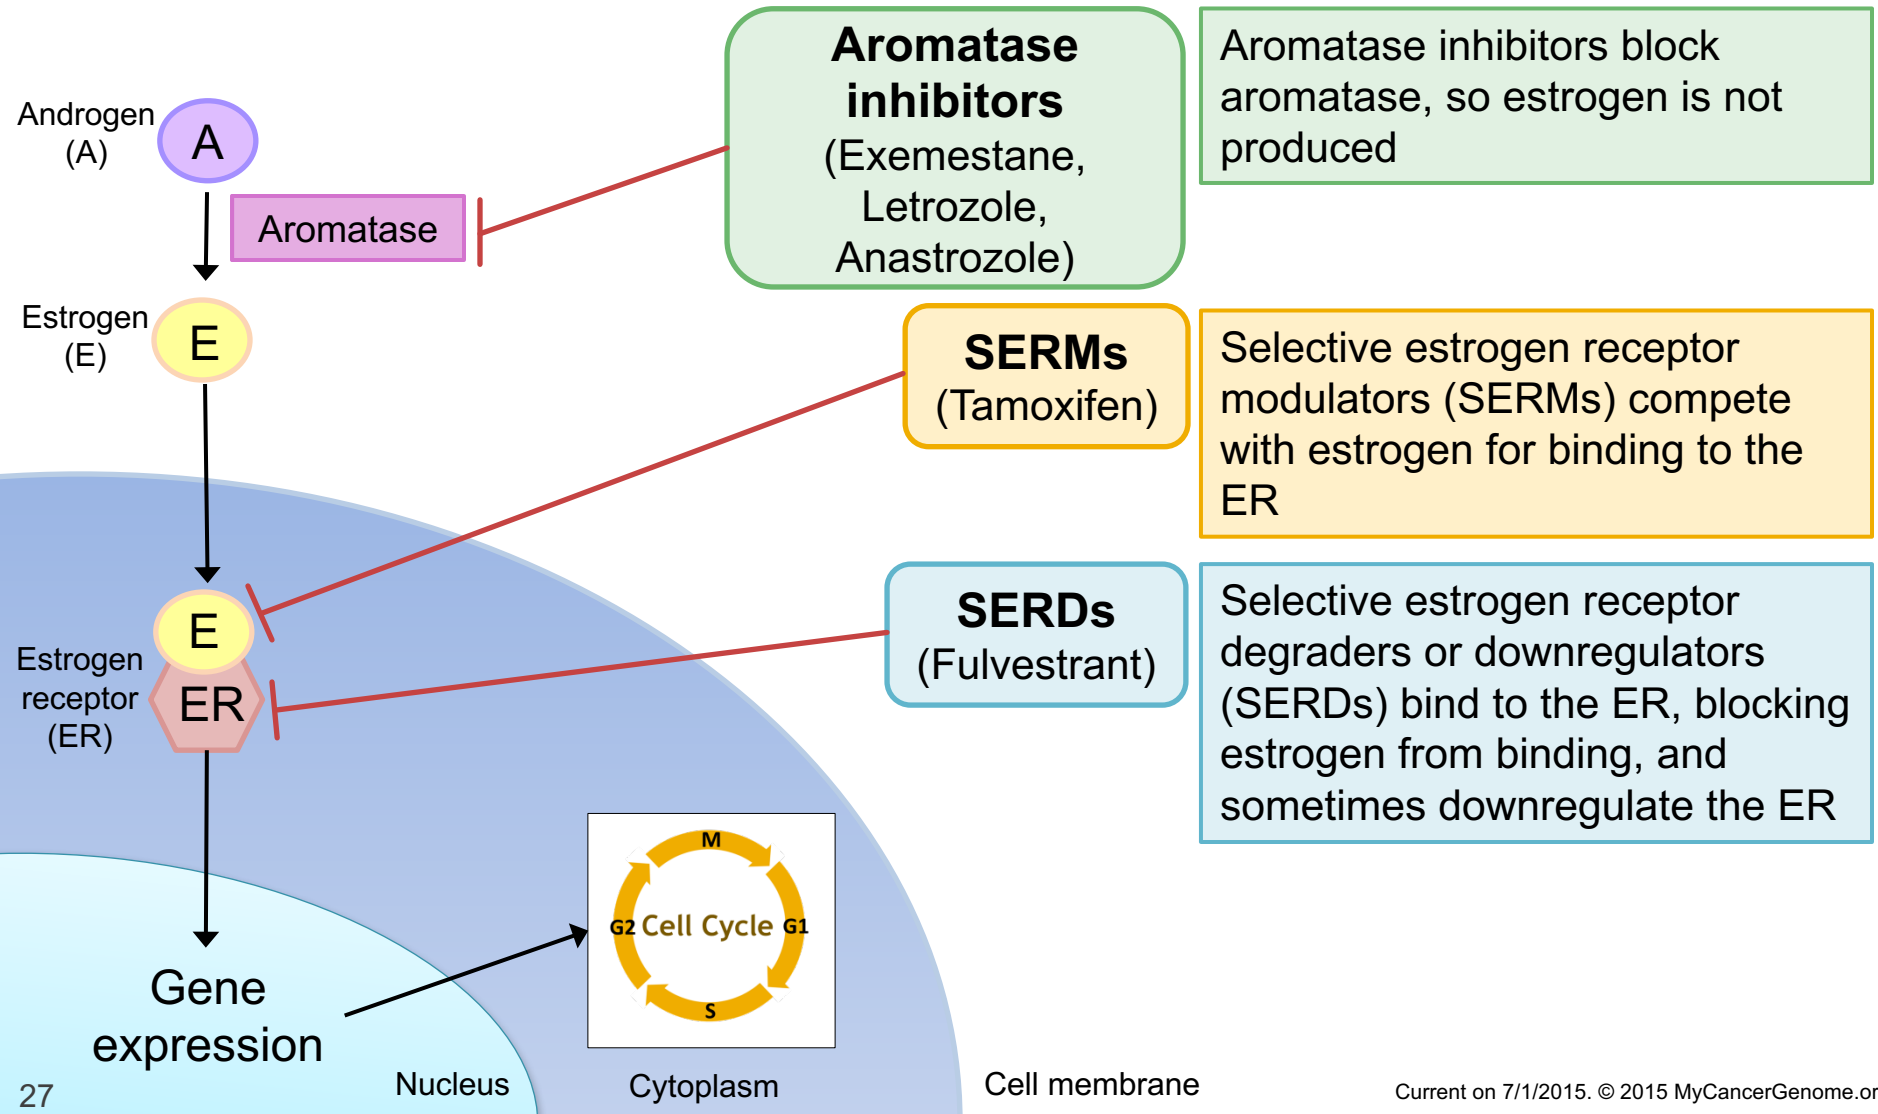 Androgen
(A)
A
Aromatase
Estrogen
(E)
E
E
Estrogen
receptor
(ER)
ER
Gene
expression
Aromatase
inhibitors
(Exemestane,
Letrozole,
Anastrozole)
Aromatase inhibitors block
aromatase, so estrogen is not
produced
SERMs
(Tamoxifen)
Selective estrogen receptor
modulators (SERMs) compete
with estrogen for binding to the
ER
SERDs
(Fulvestrant)
Selective estrogen receptor
degraders or downregulators
(SERDs) bind to the ER, blocking
estrogen from binding, and
sometimes downregulate the ER
M
G2 Cell Cycle G1
S
Nucleus
Cytoplasm
Cell membrane
27
Current on 7/1/2015. © 2015 MyCancerGenome.or